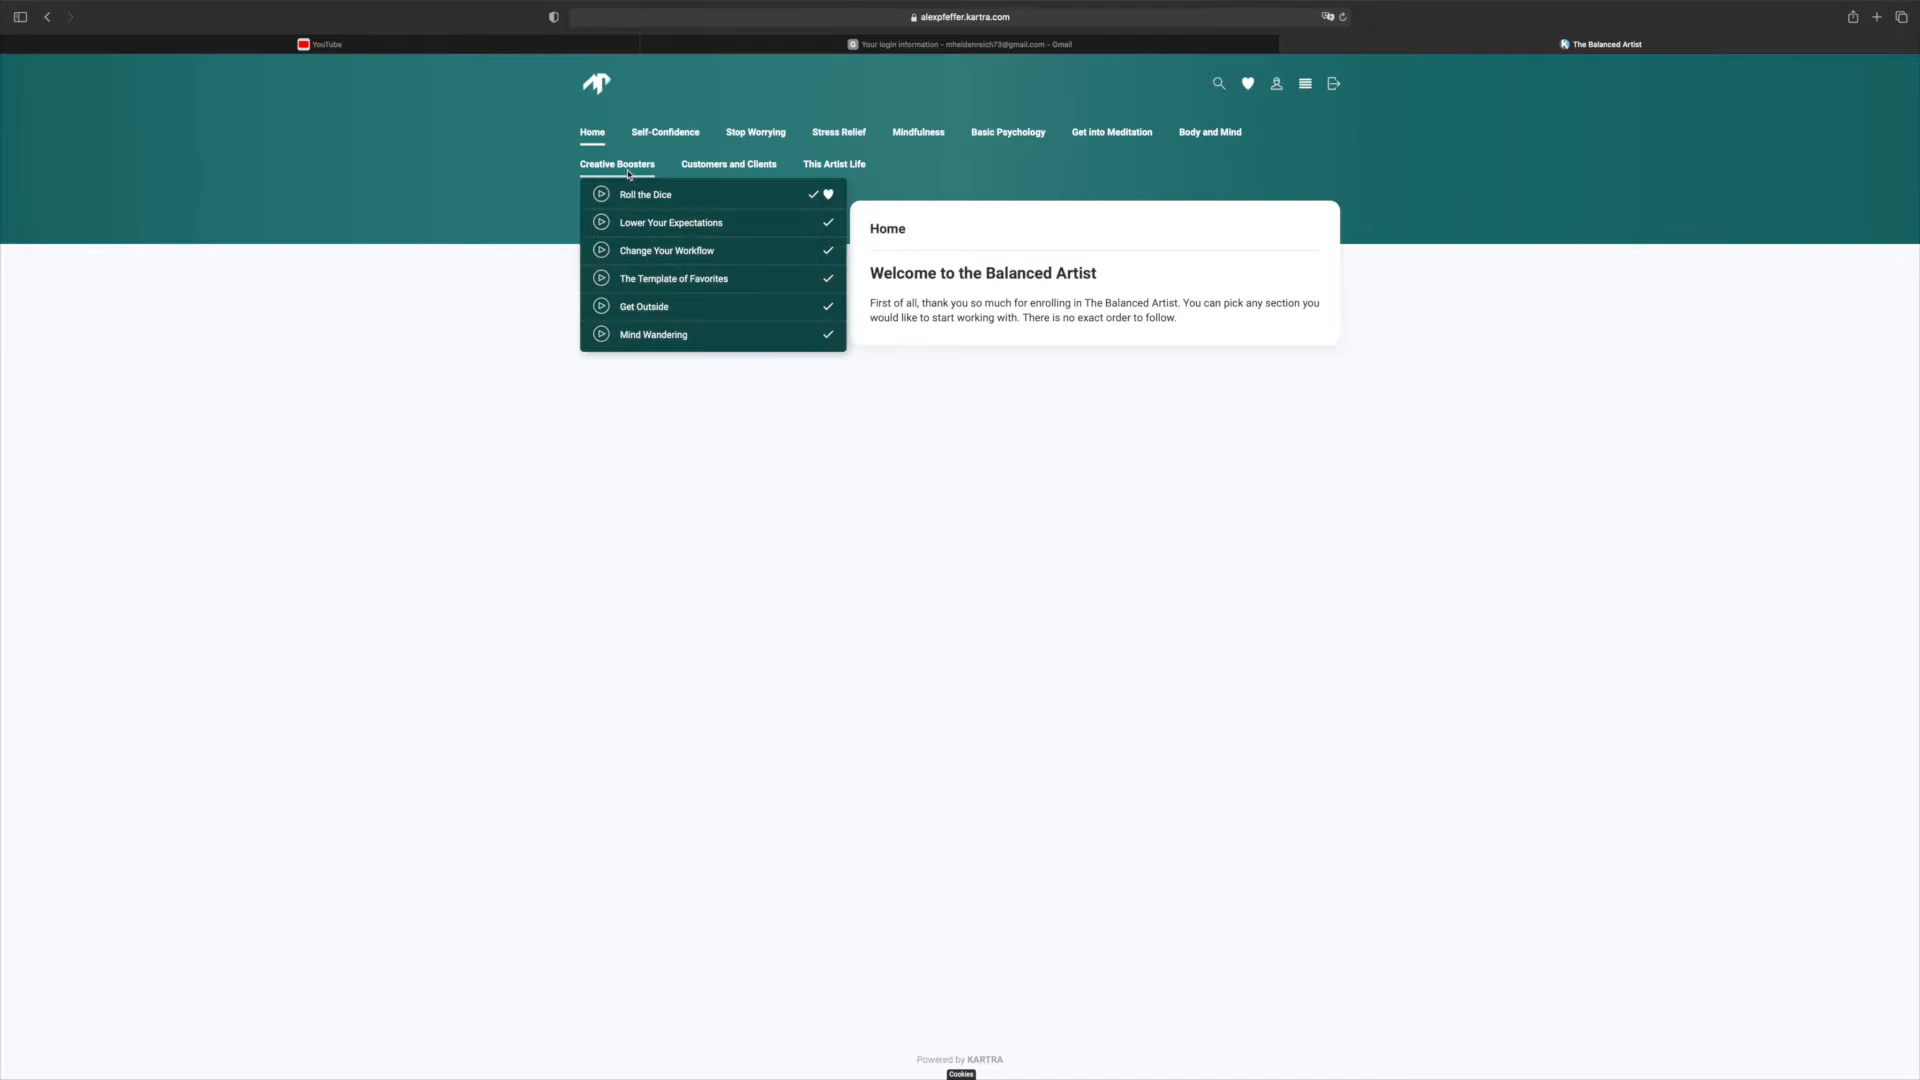 alexpfeffer.kartra.com
YouTube
Your login information - mheidenreich73@gmail.com - Gmail
The Balanced Artist
Home
Self-Confidence
Stop Worrying
Stress Relief
Mindfulness
Basic Psychology
Get into Meditation
Body and Mind
Creative Boosters
Customers and Clients
This Artist Life
Roll the Dice
Lower Your Expectations
Change Your Workflow
The Template of Favorites
Get Outside
Mind Wandering
Home
Welcome to the Balanced Artist
First of all, thank you so much for enrolling in The Balanced Artist. You can pick any section you
would like to start working with. There is no exact order to follow.
Powered by KARTRA
Cookies